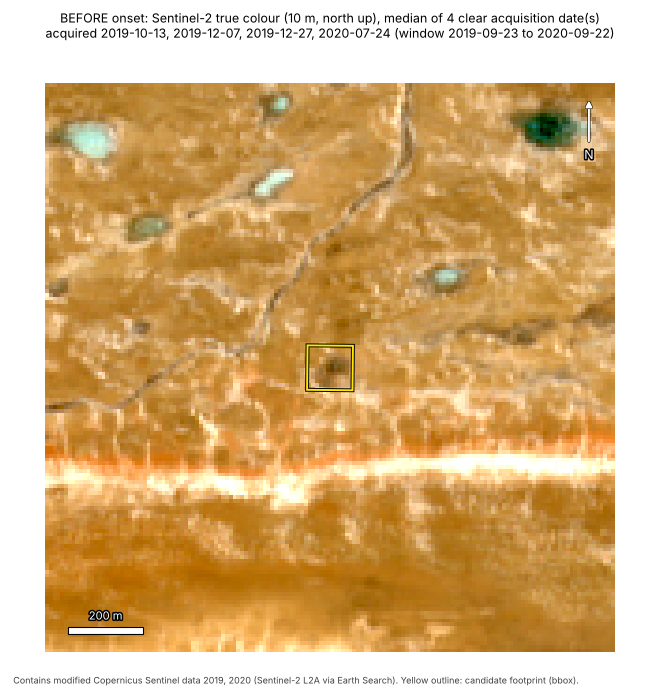 BEFORE onset: Sentinel-2 true colour (10 m, north up), median of 4 clear acquisition date(s)
acquired 2019-10-13, 2019-12-07, 2019-12-27, 2020-07-24 (window 2019-09-23 to 2020-09-22)
N
200 m
Contains modified Copernicus Sentinel data 2019, 2020 (Sentinel-2 L2A via Earth Search). Yellow outline: candidate footprint (bbox).